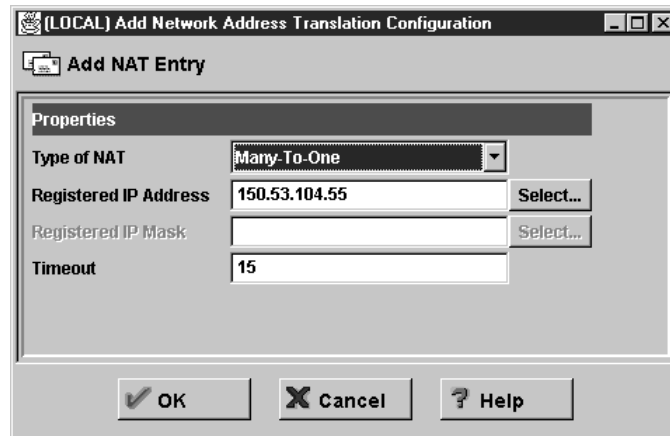 (LOCAL) Add Network Address Translation Configuration
Add NAT Entry
Properties
Type of NAT Many-To-One
Registered IP Address 150.53.104.55 Select...
Registered IP Mask Select...
Timeout 15
OK Cancel Help